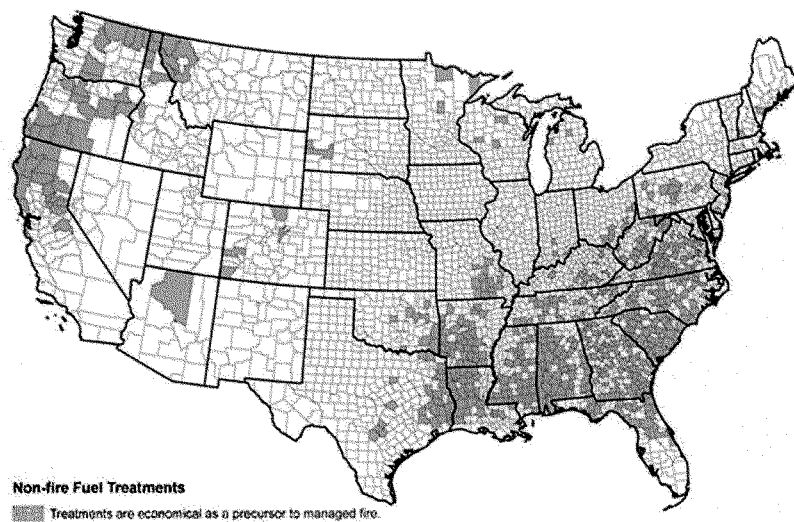 Non-fire Fuel Treatments
Treatments are economical as a precursor to managed fire.